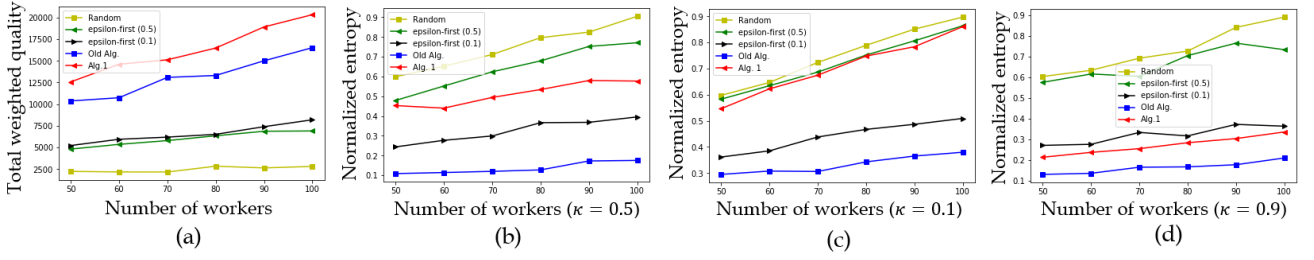 Total weighted quality
20000
17500
15000
12500
10000
7500
5000
2500
Random
epsilon-first (0.5)
epsilon-first (0.1)
Old Alg.
Alg. 1
50 60 70 80 90 100
Number of workers
(a)
Normalized entropy
0.9
0.8
0.7
0.6
0.5
0.4
0.3
0.2
0.1
Random
epsilon-first (0.5)
epsilon-first (0.1)
Old Alg.
Alg. 1
50 60 70 80 90 100
Number of workers (κ = 0.5)
(b)
Normalized entropy
0.9
0.8
0.7
0.6
0.5
0.4
0.3
Random
epsilon-first (0.5)
epsilon-first (0.1)
Old Alg.
Alg. 1
50 60 70 80 90 100
Number of workers (κ = 0.1)
(c)
Normalized entropy
0.9
0.8
0.7
0.6
0.5
0.4
0.3
0.2
0.1
Random
epsilon-first (0.5)
epsilon-first (0.1)
Old Alg.
Alg.1
50 60 70 80 90 100
Number of workers (κ = 0.9)
(d)